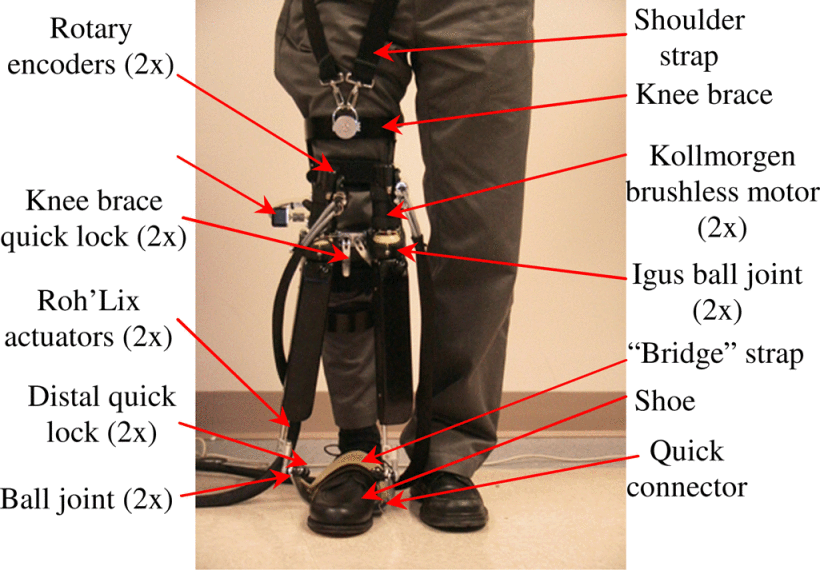 Rotary
encoders (2x)
Knee brace
quick lock (2x)
Roh’Lix
actuators (2x)
Distal quick
lock (2x)
Ball joint (2x)
Shoulder
strap
Knee brace
Kollmorgen
brushless motor
(2x)
Igus ball joint
(2x)
“Bridge” strap
Shoe
Quick
connector